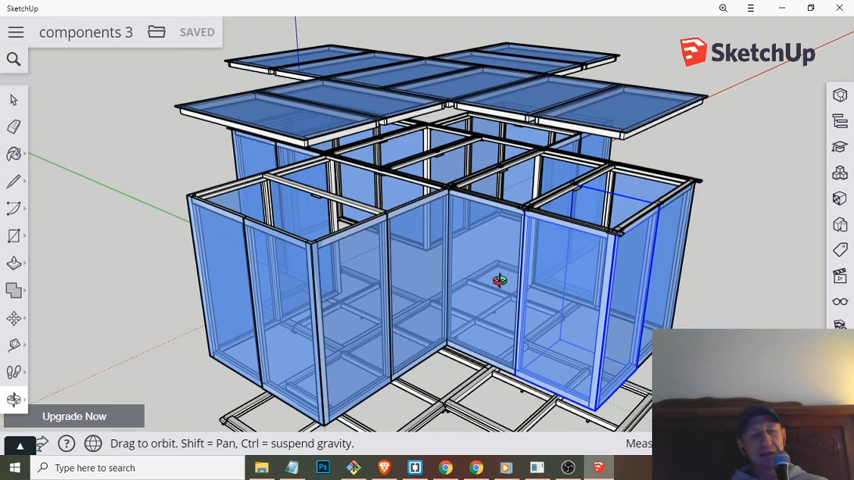 SketchUp
components 3
SAVED
SketchUp
Upgrade Now
Drag to orbit. Shift = Pan, Ctrl = suspend gravity.
Meas
Type here to search
Ps